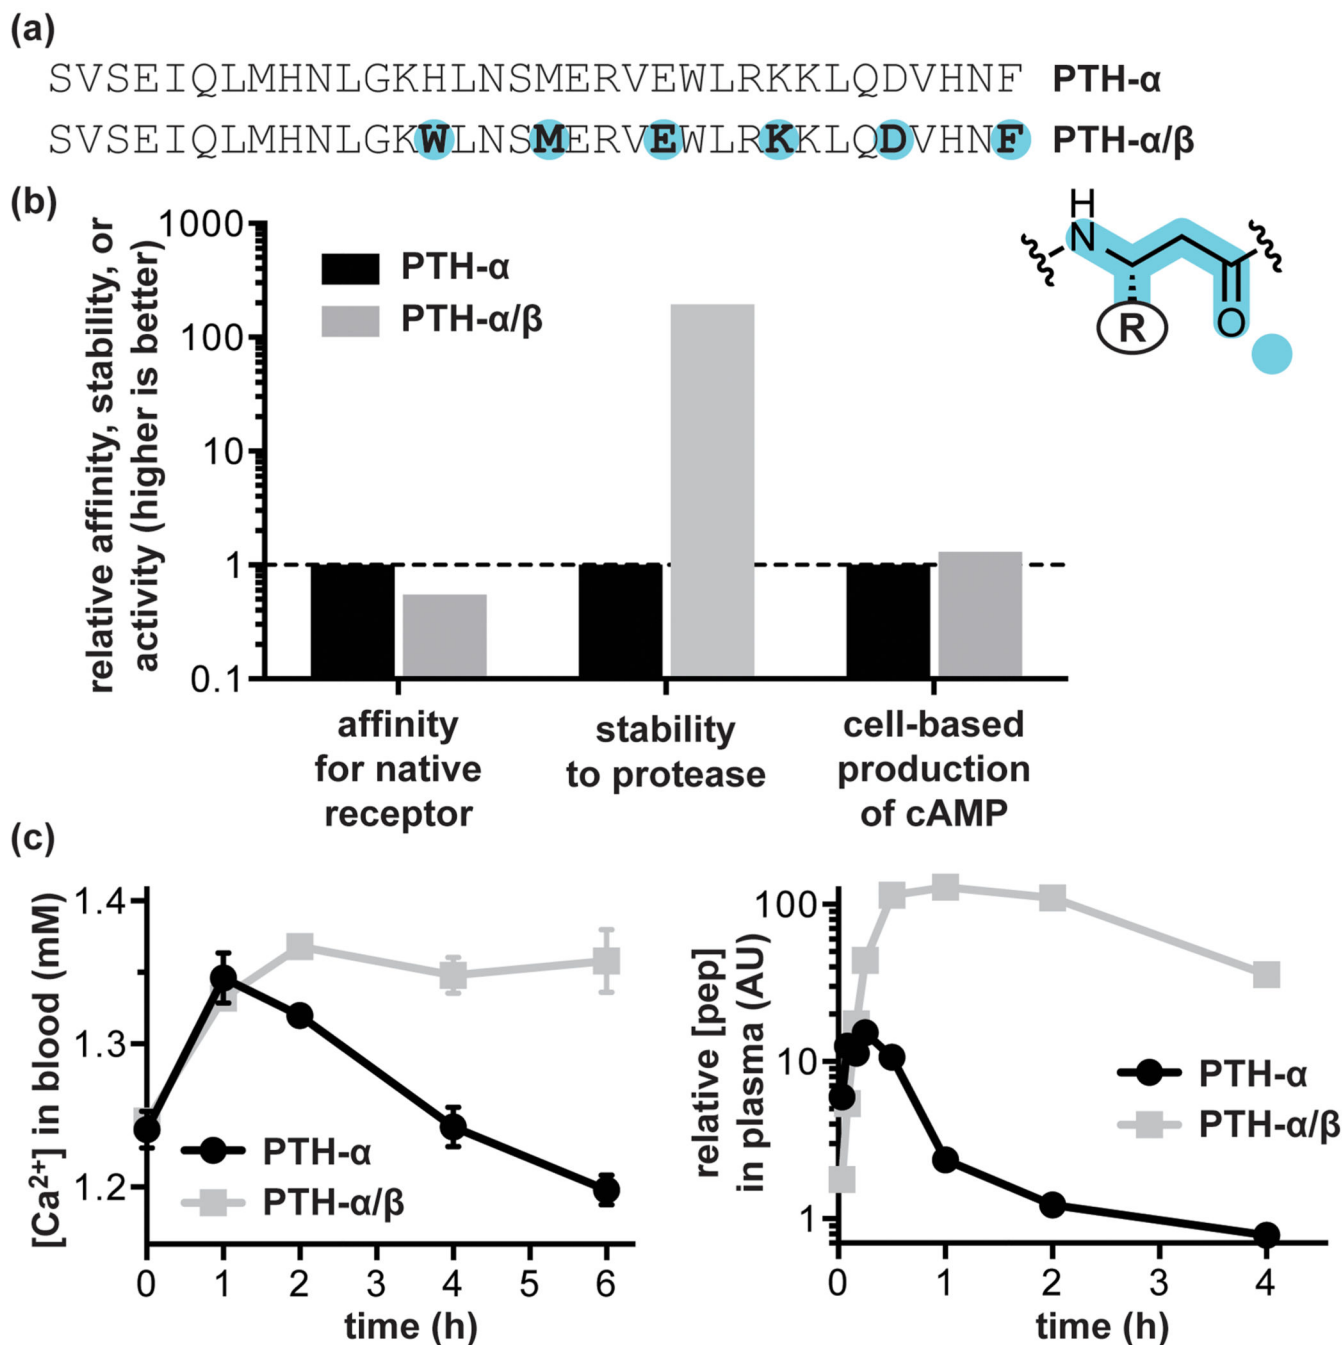 (a)
SVSEIQLMHNLGKHLNSMERVEWLRKKLQDVHNF PTH-α
SVSEIQLMHNLGKWLNSMERVEWLRKKLQDVHNF PTH-α/β
(b)
relative affinity, stability, or
activity (higher is better)
1000
100
10
1
0.1
PTH-α
PTH-α/β
H
N
R
O
affinity
for native
receptor
stability
to protease
cell-based
production
of cAMP
(c)
[Ca²⁺] in blood (mM)
1.4
1.3
1.2
PTH-α
PTH-α/β
0 1 2 3 4 5 6
time (h)
relative [pep]
in plasma (AU)
100
10
1
PTH-α
PTH-α/β
0 1 2 3 4
time (h)